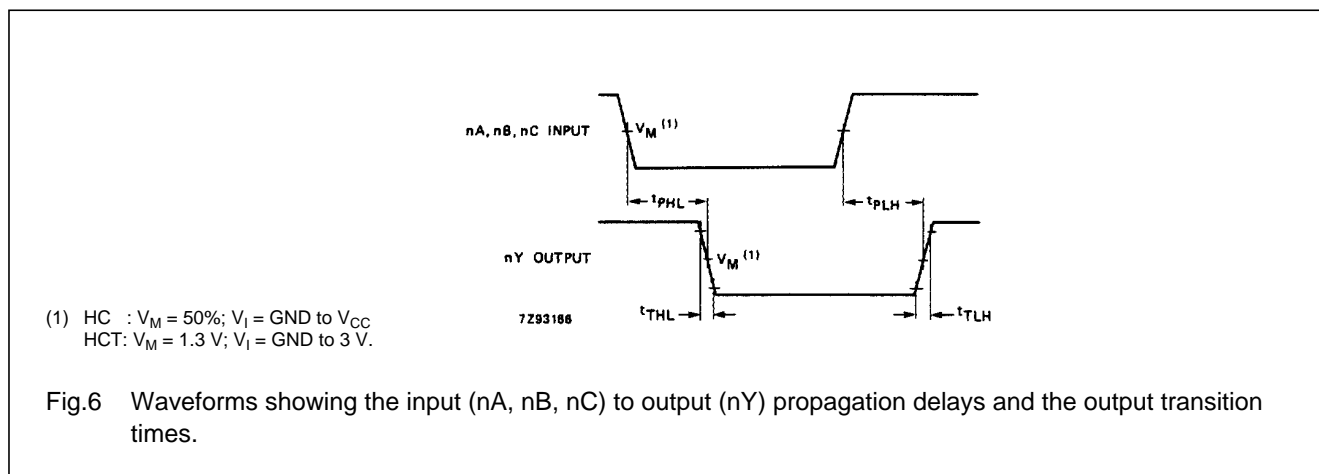 nA, nB, nC INPUT
VM (1)
tPHL
tPLH
nY OUTPUT
VM (1)
tTHL
tTLH
7Z93166
(1) HC : VM = 50%; VI = GND to VCC
HCT: VM = 1.3 V; VI = GND to 3 V.
Fig.6 Waveforms showing the input (nA, nB, nC) to output (nY) propagation delays and the output transition
times.